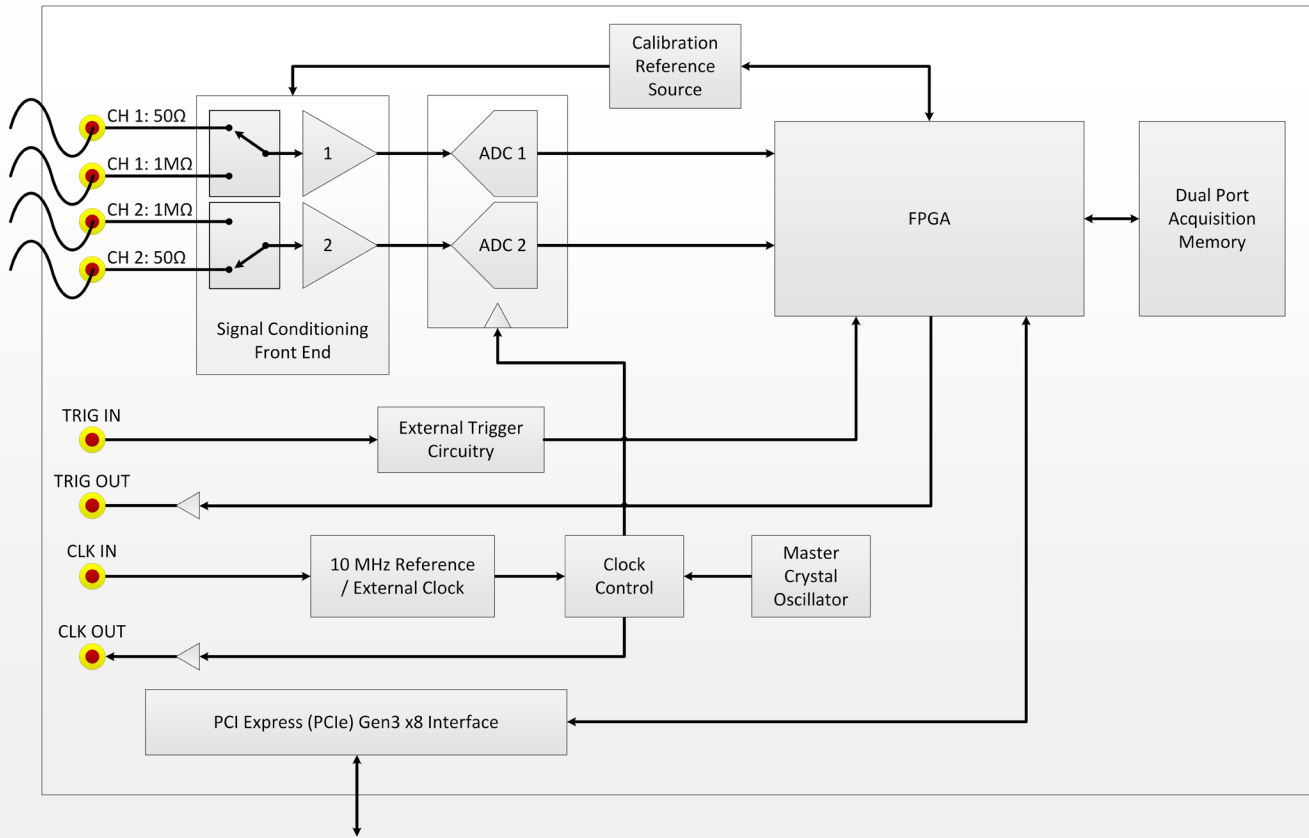 Calibration
Reference
Source
CH 1: 50Ω
CH 1: 1MΩ
CH 2: 1MΩ
CH 2: 50Ω
1
2
Signal Conditioning
Front End
ADC 1
ADC 2
FPGA
Dual Port
Acquisition
Memory
TRIG IN
External Trigger
Circuitry
TRIG OUT
CLK IN
10 MHz Reference
/ External Clock
Clock
Control
Master
Crystal
Oscillator
CLK OUT
PCI Express (PCIe) Gen3 x8 Interface